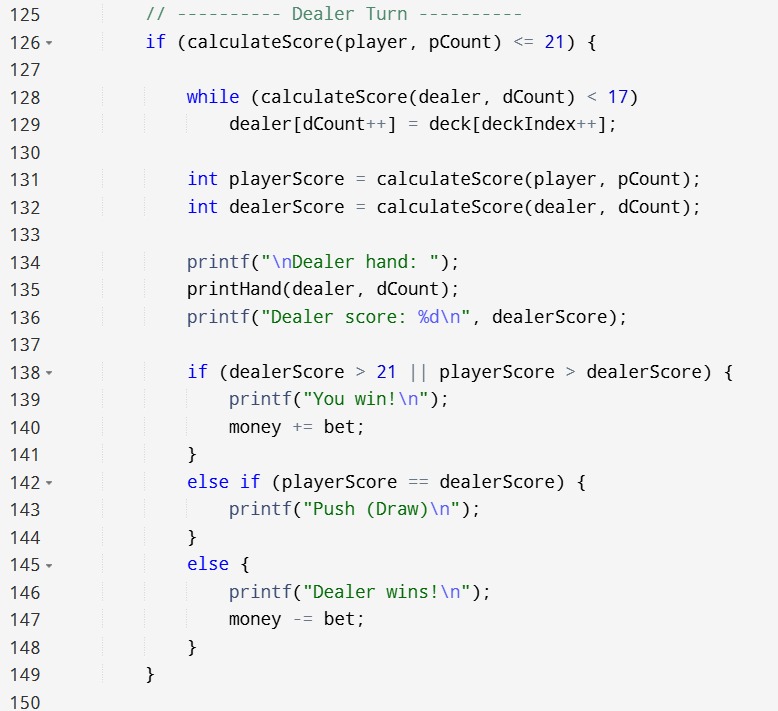 125 // ---------- Dealer Turn ----------
126 if (calculateScore(player, pCount) <= 21) {
127
128 while (calculateScore(dealer, dCount) < 17)
129 dealer[dCount++] = deck[deckIndex++];
130
131 int playerScore = calculateScore(player, pCount);
132 int dealerScore = calculateScore(dealer, dCount);
133
134 printf("\nDealer hand: ");
135 printHand(dealer, dCount);
136 printf("Dealer score: %d\n", dealerScore);
137
138 if (dealerScore > 21 || playerScore > dealerScore) {
139 printf("You win!\n");
140 money += bet;
141 }
142 else if (playerScore == dealerScore) {
143 printf("Push (Draw)\n");
144 }
145 else {
146 printf("Dealer wins!\n");
147 money -= bet;
148 }
149 }
150